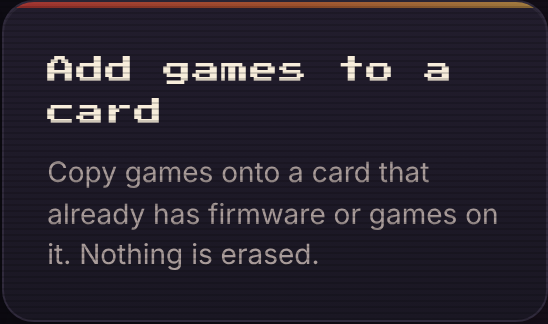 Add games to a
card
Copy games onto a card that
already has firmware or games on
it. Nothing is erased.